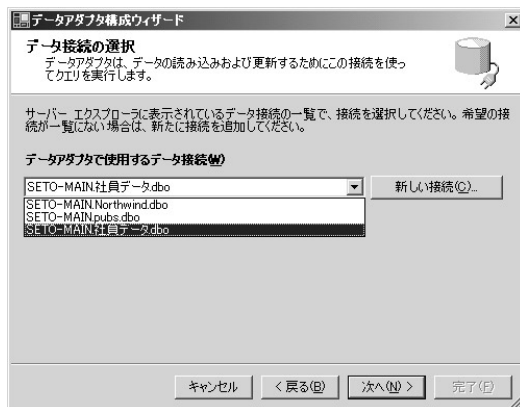 データアダプタ構成ウィザード
データ接続の選択
データアダプタは、データの読み込みおよび更新するためにこの接続を使っ
てクエリを実行します。
サーバー エクスプローラに表示されているデータ接続の一覧で、接続を選択してください。希望の接
続が一覧にない場合は、新たに接続を追加してください。
データアダプタで使用するデータ接続(W)
SETO-MAIN.社員データ.dbo
新しい接続(C)...
SETO-MAIN.Northwind.dbo
SETO-MAIN.pubs.dbo
SETO-MAIN.社員データ.dbo
キャンセル
< 戻る(B)
次へ(N) >
完了(F)